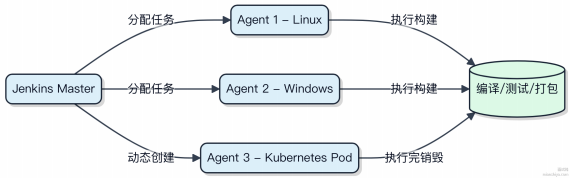 分配任务
Agent 1 – Linux
执行构建
Jenkins Master
分配任务
Agent 2 – Windows
执行构建
编译/测试/打包
动态创建
Agent 3 – Kubernetes Pod
执行完销毁